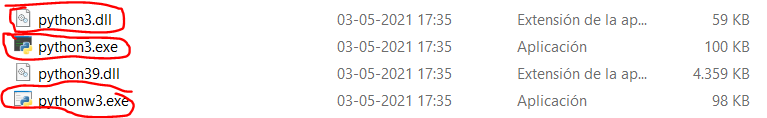 python3.dll 03-05-2021 17:35 Extensión de la ap... 59 KB
python3.exe 03-05-2021 17:35 Aplicación 100 KB
python39.dll 03-05-2021 17:35 Extensión de la ap... 4.359 KB
pythonw3.exe 03-05-2021 17:35 Aplicación 98 KB